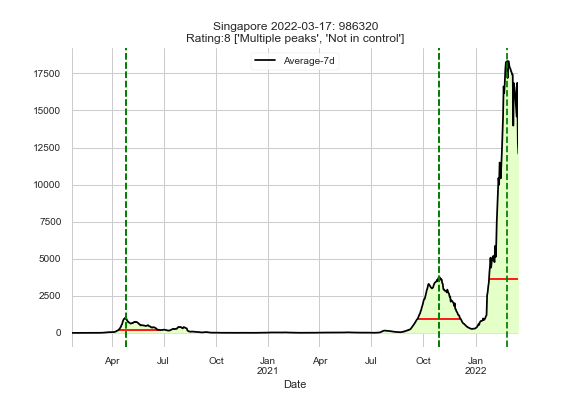 Singapore 2022-03-17: 986320
Rating:8 ['Multiple peaks', 'Not in control']
Average-7d
17500
15000
12500
10000
7500
5000
2500
0
Apr Jul Oct Jan Apr Jul Oct Jan
2021 2022
Date